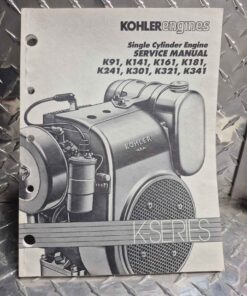 KOHLERengines
Single Cylinder Engine
SERVICE MANUAL
K91, K141, K161, K181,
K241, K301, K321, K341
KOHLER
K-SERIES